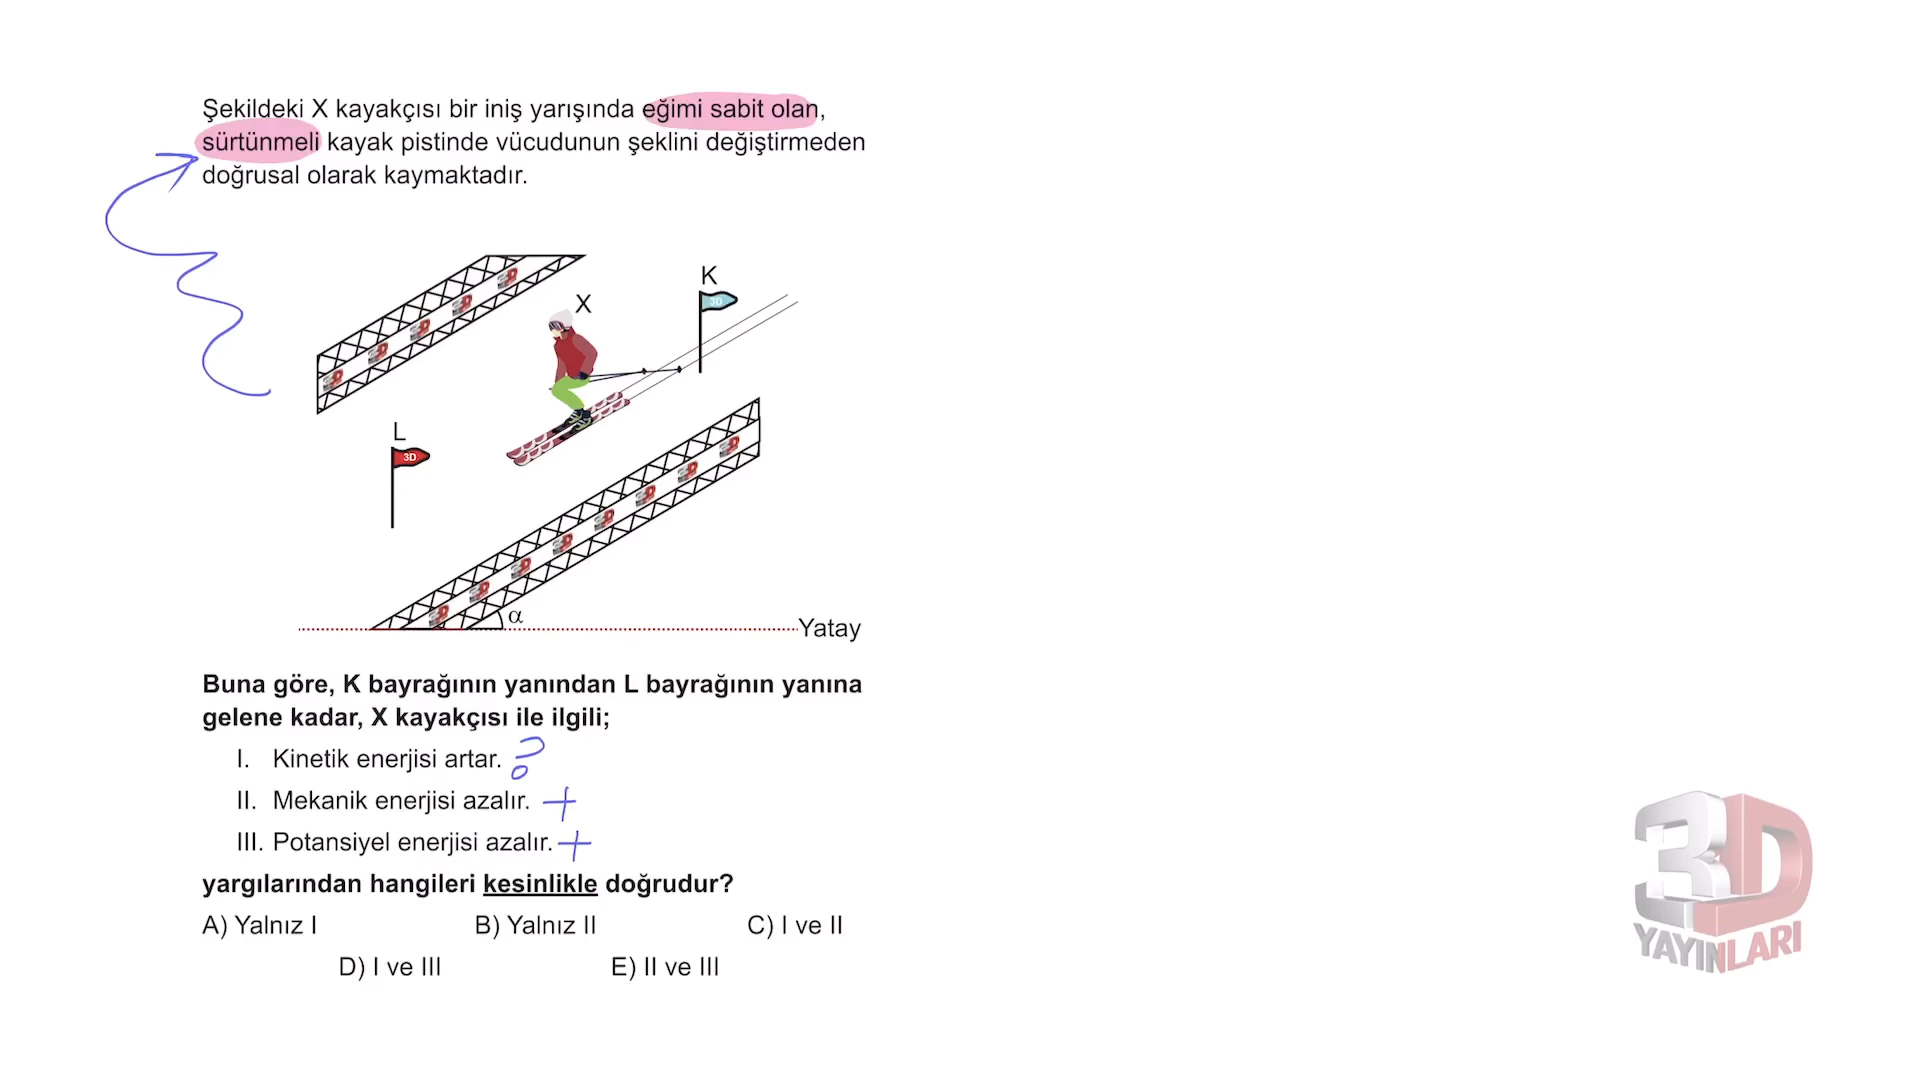 Şekildeki X kayakçısı bir iniş yarışında eğimi sabit olan,
sürtünmeli kayak pistinde vücudunun şeklini değiştirmeden
doğrusal olarak kaymaktadır.
K
3D
X
L
3D
α
Yatay
Buna göre, K bayrağının yanından L bayrağının yanına
gelene kadar, X kayakçısı ile ilgili;
I. Kinetik enerjisi artar. ?
II. Mekanik enerjisi azalır. +
III. Potansiyel enerjisi azalır. +
yargılarından hangileri kesinlikle doğrudur?
A) Yalnız I B) Yalnız II C) I ve II
D) I ve III E) II ve III
3D
YAYINLARI